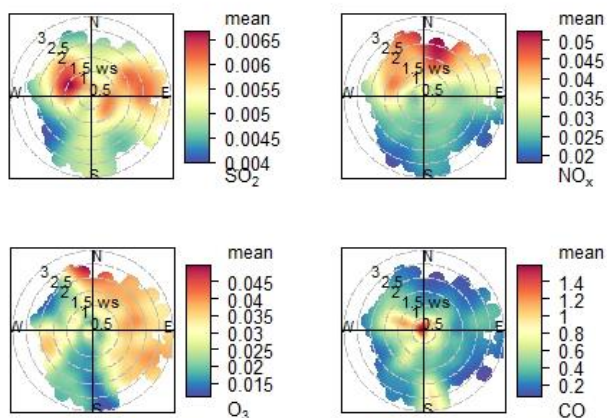 mean
N
3
2.5
2
1.5
1
ws
0.5
W
E
S
0.0065
0.006
0.0055
0.005
0.0045
0.004
SO2
mean
N
3
2.5
2
1.5
1
ws
0.5
W
E
S
0.05
0.045
0.04
0.035
0.03
0.025
0.02
NOx
mean
N
3
2.5
2
1.5
1
ws
0.5
W
E
S
0.045
0.04
0.035
0.03
0.025
0.02
0.015
O3
mean
N
3
2.5
2
1.5
1
ws
0.5
W
E
S
1.4
1.2
1
0.8
0.6
0.4
0.2
CO